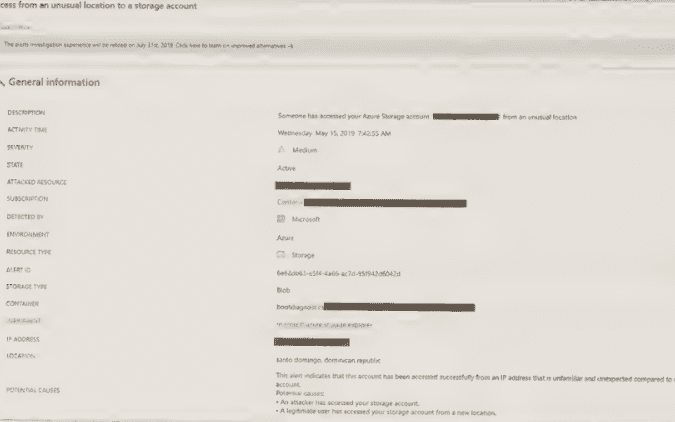 cess from an unusual location to a storage account
The alerts investigation experience will be retired on July 31st, 2019. Click here to learn on improved alternatives →
General information
DESCRIPTION Someone has accessed your Azure Storage account from an unusual location
ACTIVITY TIME Wednesday, May 15, 2019 7:42:55 AM
SEVERITY Medium
STATE Active
ATTACKED RESOURCE
SUBSCRIPTION
DETECTED BY Microsoft
ENVIRONMENT Azure
RESOURCE TYPE Storage
ALERT ID
STORAGE TYPE Blob
CONTAINER
IP ADDRESS
LOCATION santo domingo, dominican republic
POTENTIAL CAUSES This alert indicates that this account has been accessed successfully from an IP address that is unfamiliar and unexpected compared to
account.
Potential causes:
• An attacker has accessed your storage account.
• A legitimate user has accessed your storage account from a new location.